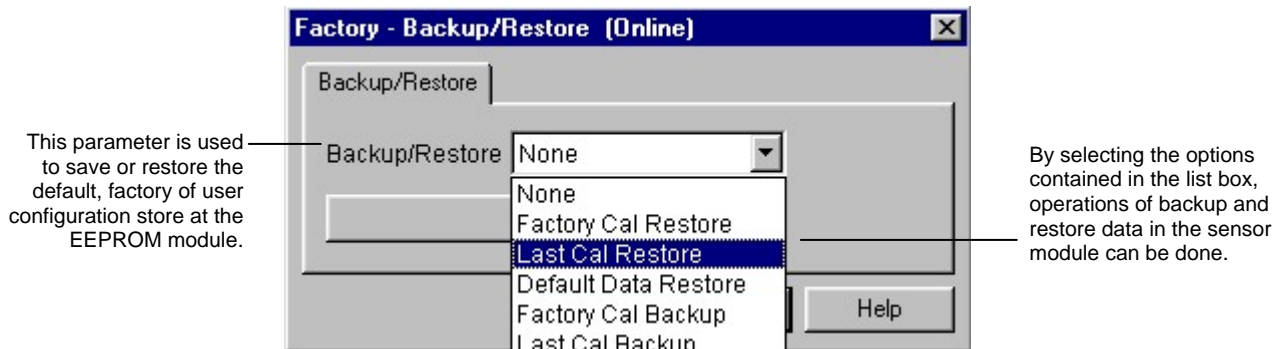 Factory - Backup/Restore (Online)
Backup/Restore
This parameter is used
to save or restore the
default, factory of user
configuration store at the
EEPROM module.
Backup/Restore None
None
Factory Cal Restore
Last Cal Restore
Default Data Restore
Factory Cal Backup
Last Cal Backup
Help
By selecting the options
contained in the list box,
operations of backup and
restore data in the sensor
module can be done.